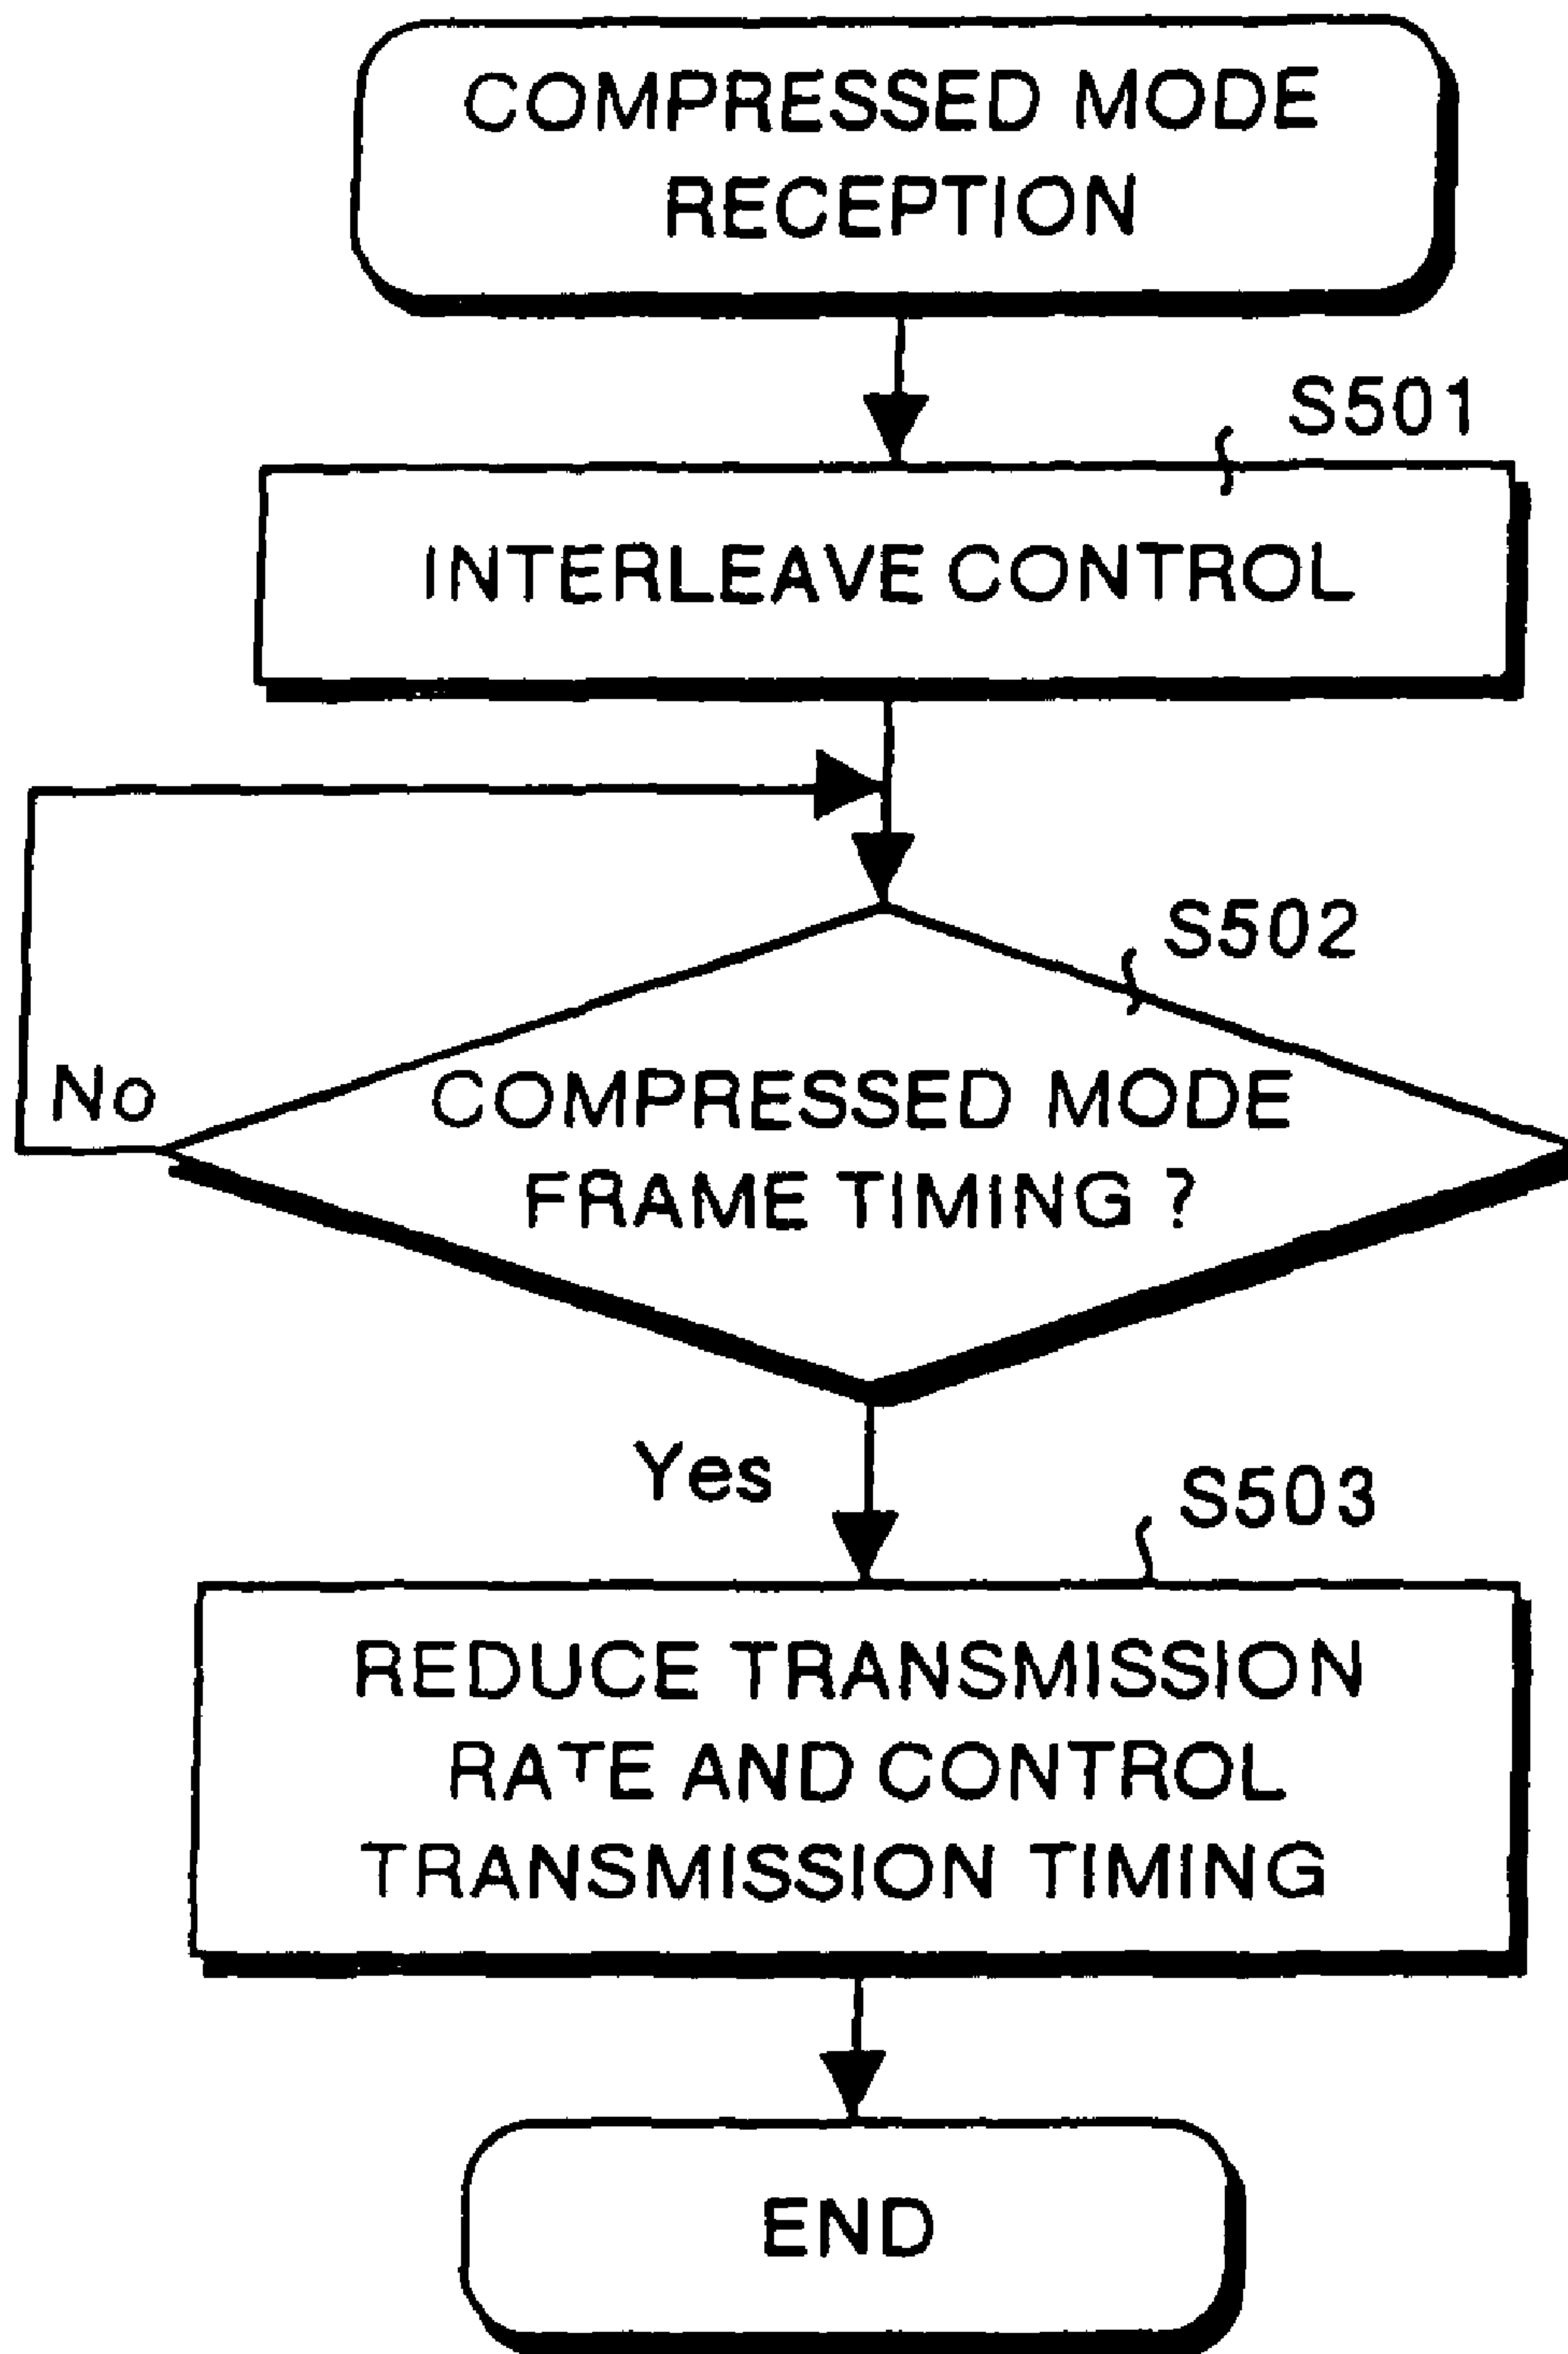 COMPRESSED MODE
RECEPTION
S501
INTERLEAVE CONTROL
S502
No
COMPRESSED MODE
FRAME TIMING ?
Yes
S503
REDUCE TRANSMISSION
RATE AND CONTROL
TRANSMISSION TIMING
END